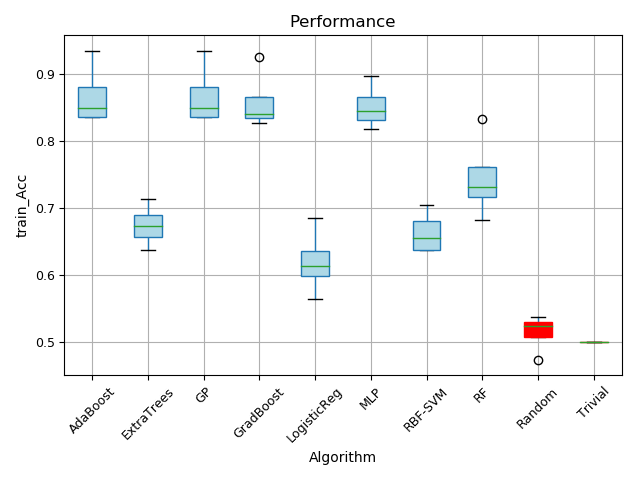 Performance
train_Acc
0.9
0.8
0.7
0.6
0.5
AdaBoost
ExtraTrees
GP
GradBoost
LogisticReg
MLP
RBF-SVM
RF
Random
Trivial
Algorithm